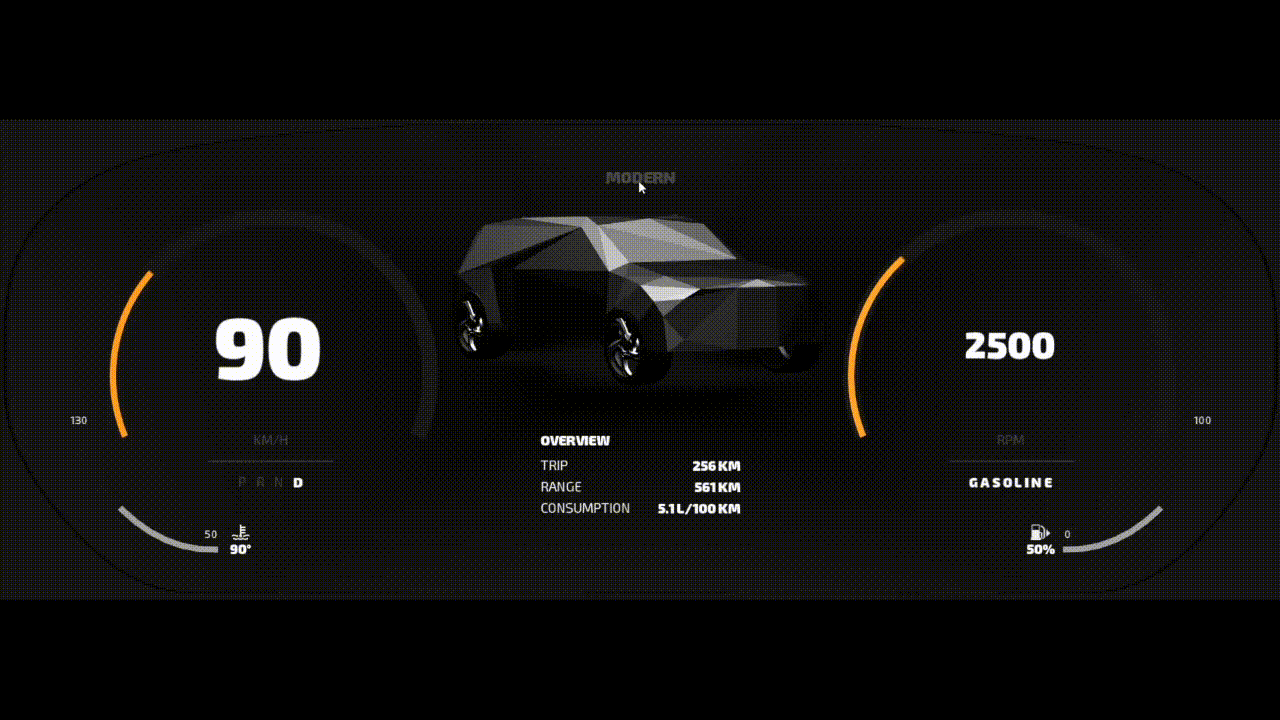 MODERN
90
KM/H
130
P R N D
50
90°
OVERVIEW
TRIP 256 KM
RANGE 561 KM
CONSUMPTION 5.1 L/100 KM
2500
RPM
100
GASOLINE
0
50%